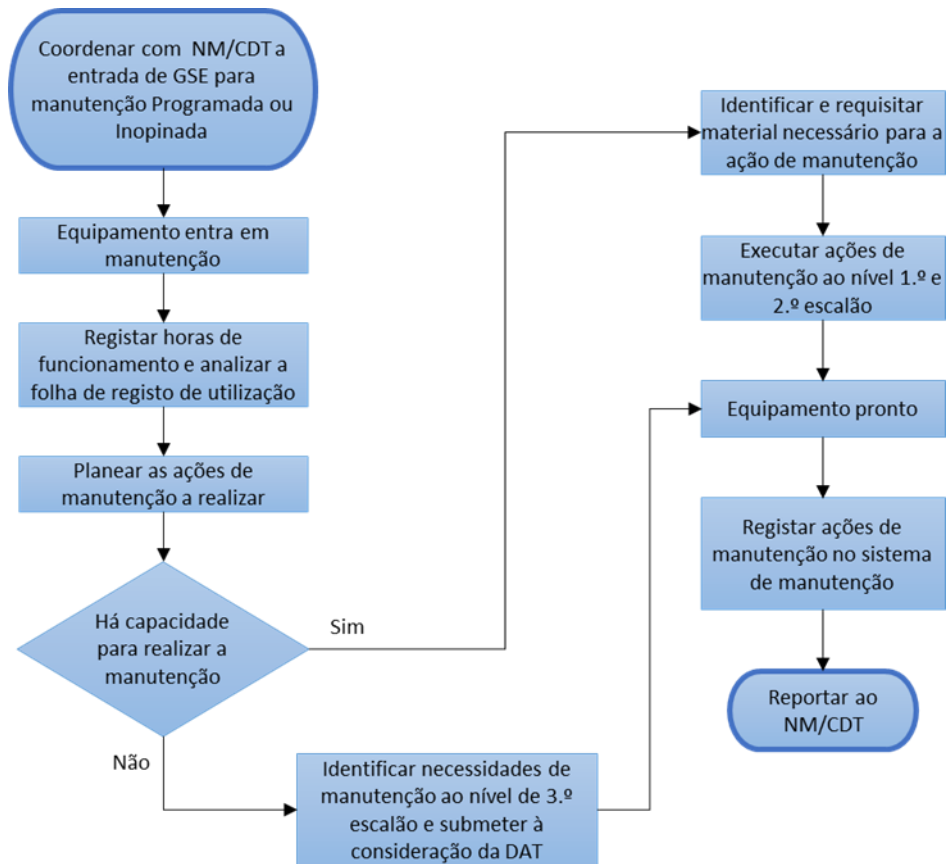 Coordenar com NM/CDT a
entrada de GSE para
manutenção Programada ou
Inopinada
Equipamento entra em
manutenção
Registar horas de
funcionamento e analizar a
folha de registo de utilização
Planear as ações de
manutenção a realizar
Há capacidade
para realizar a
manutenção
Sim
Não
Identificar necessidades de
manutenção ao nível de 3.º
escalão e submeter à
consideração da DAT
Identificar e requisitar
material necessário para a
ação de manutenção
Executar ações de
manutenção ao nível 1.º e
2.º escalão
Equipamento pronto
Registar ações de
manutenção no sistema
de manutenção
Reportar ao
NM/CDT